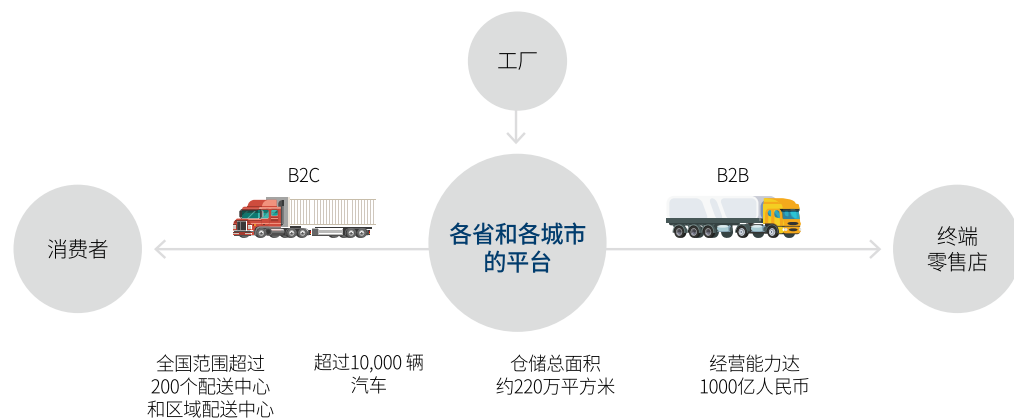 工厂
B2C
B2B
消费者
各省和各城市
的平台
终端
零售店
全国范围超过
200个配送中心
和区域配送中心
超过10,000 辆
汽车
仓储总面积
约220万平方米
经营能力达
1000亿人民币